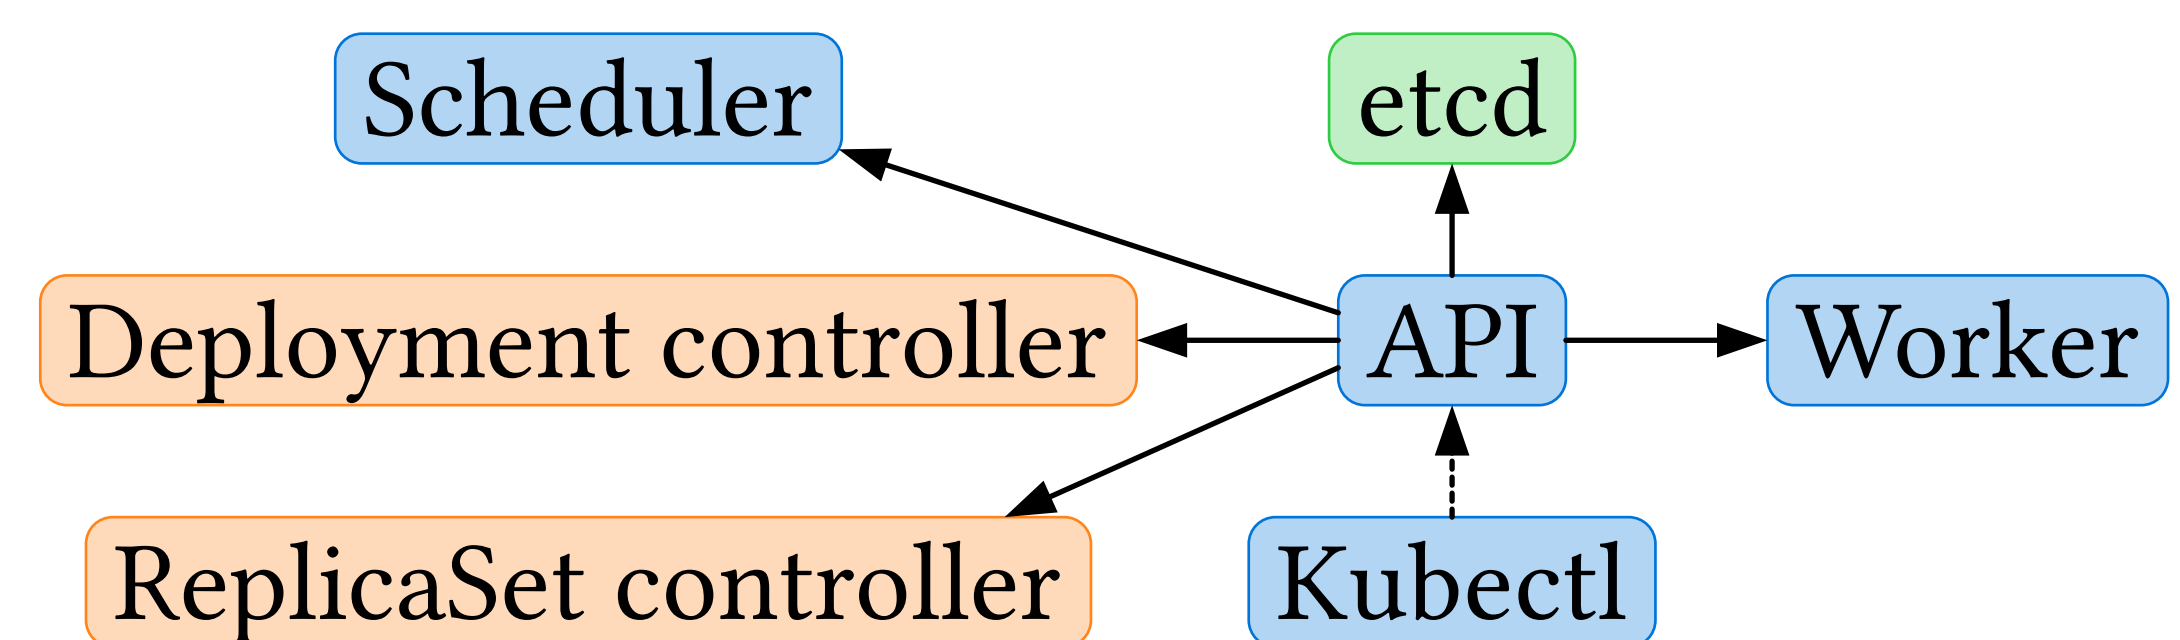 Scheduler
etcd
Deployment controller
API
Worker
ReplicaSet controller
Kubectl